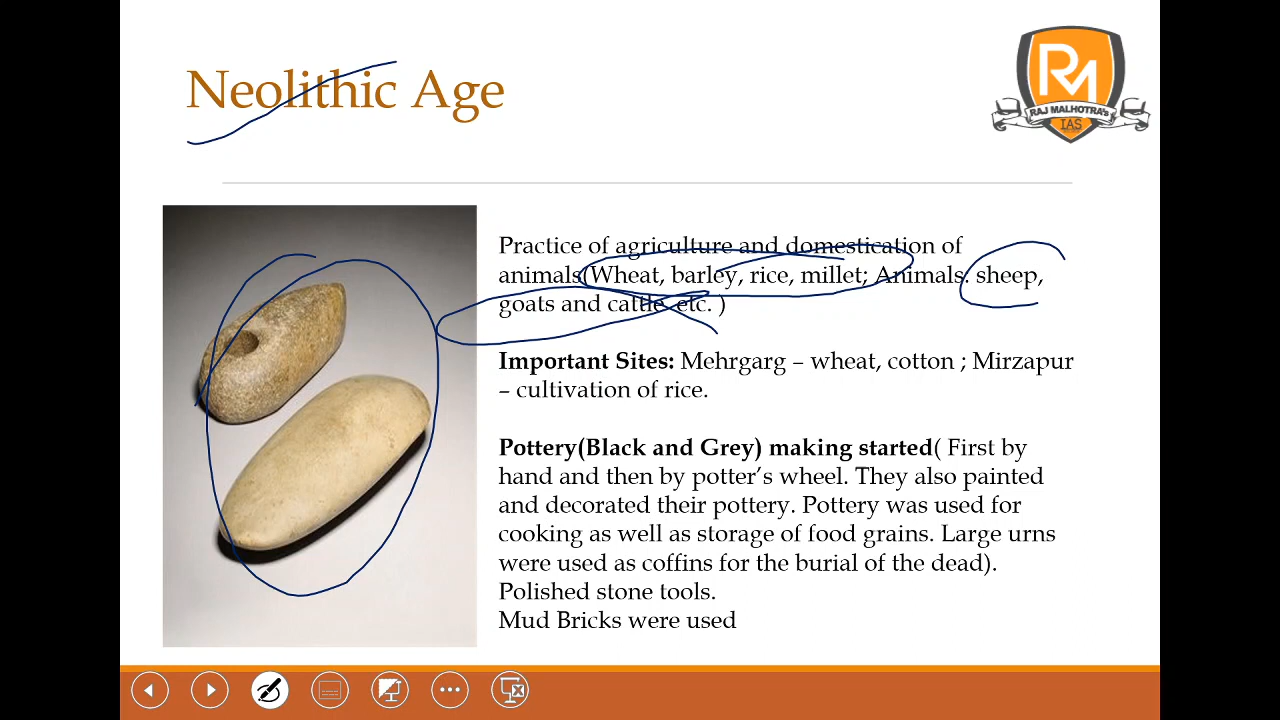 Neolithic Age
RM
RAJ MALHOTRA's
IAS
Practice of agriculture and domestication of
animals(Wheat, barley, rice, millet; Animals: sheep,
goats and cattle etc. )
Important Sites: Mehrgarg – wheat, cotton ; Mirzapur
– cultivation of rice.
Pottery(Black and Grey) making started( First by
hand and then by potter’s wheel. They also painted
and decorated their pottery. Pottery was used for
cooking as well as storage of food grains. Large urns
were used as coffins for the burial of the dead).
Polished stone tools.
Mud Bricks were used